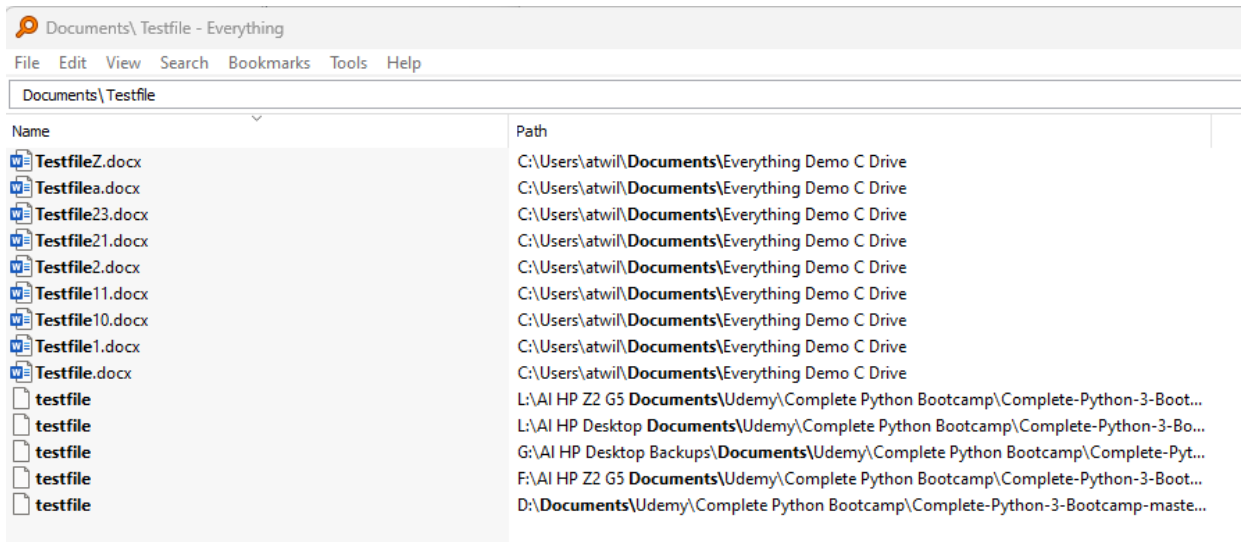 Documents\ Testfile - Everything
File Edit View Search Bookmarks Tools Help
Documents\ Testfile
Name Path
TestfileZ.docx C:\Users\atwil\Documents\Everything Demo C Drive
Testfilea.docx C:\Users\atwil\Documents\Everything Demo C Drive
Testfile23.docx C:\Users\atwil\Documents\Everything Demo C Drive
Testfile21.docx C:\Users\atwil\Documents\Everything Demo C Drive
Testfile2.docx C:\Users\atwil\Documents\Everything Demo C Drive
Testfile11.docx C:\Users\atwil\Documents\Everything Demo C Drive
Testfile10.docx C:\Users\atwil\Documents\Everything Demo C Drive
Testfile1.docx C:\Users\atwil\Documents\Everything Demo C Drive
Testfile.docx C:\Users\atwil\Documents\Everything Demo C Drive
testfile L:\AI HP Z2 G5 Documents\Udemy\Complete Python Bootcamp\Complete-Python-3-Boot...
testfile L:\AI HP Desktop Documents\Udemy\Complete Python Bootcamp\Complete-Python-3-Bo...
testfile G:\AI HP Desktop Backups\Documents\Udemy\Complete Python Bootcamp\Complete-Pyt...
testfile F:\AI HP Z2 G5 Documents\Udemy\Complete Python Bootcamp\Complete-Python-3-Boot...
testfile D:\Documents\Udemy\Complete Python Bootcamp\Complete-Python-3-Bootcamp-maste...